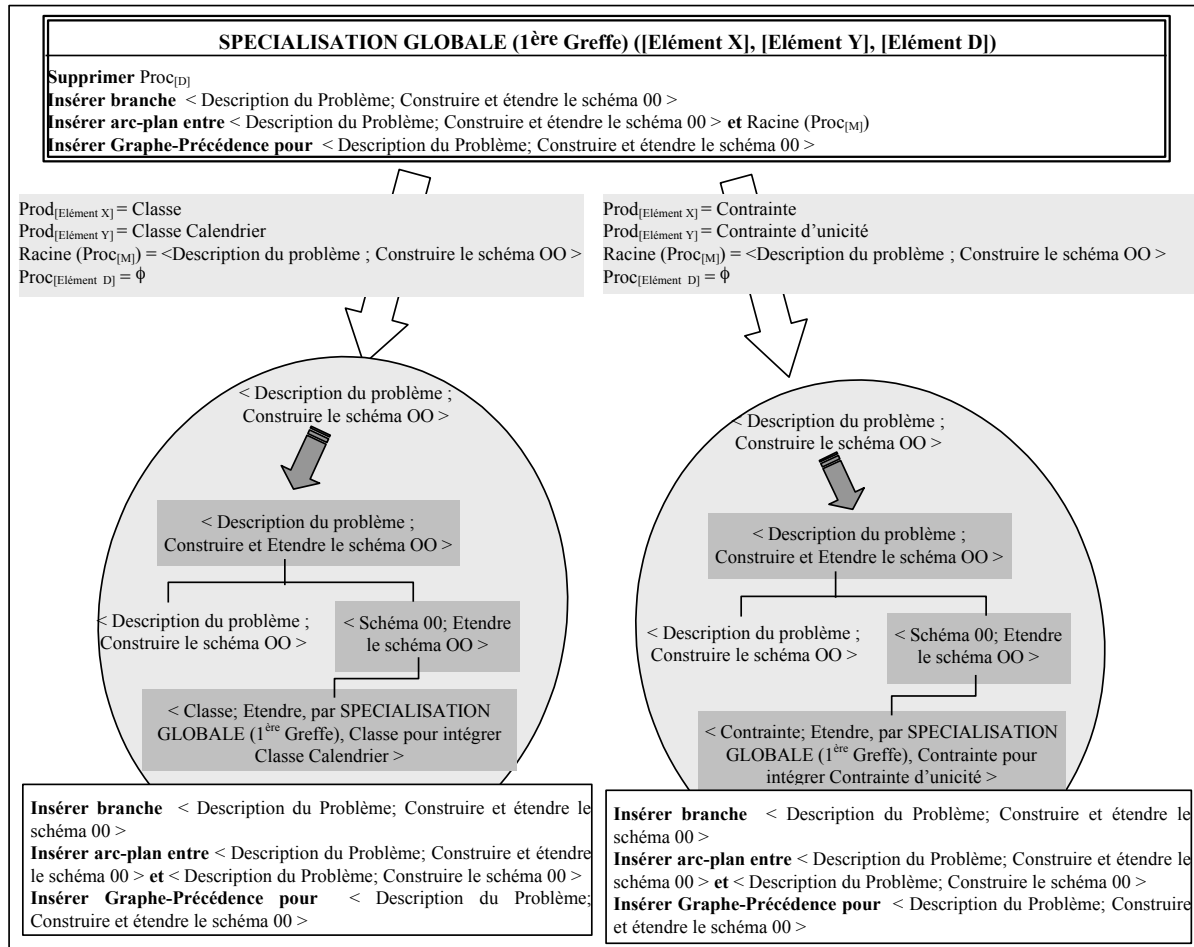 SPECIALISATION GLOBALE (1ère Greffe) ([Elément X], [Elément Y], [Elément D])
Supprimer Proc[D]
Insérer branche < Description du Problème; Construire et étendre le schéma 00 >
Insérer arc-plan entre < Description du Problème; Construire et étendre le schéma 00 > et Racine (Proc[M])
Insérer Graphe-Précédence pour < Description du Problème; Construire et étendre le schéma 00 >
Prod[Elément X] = Classe
Prod[Elément Y] = Classe Calendrier
Racine (Proc[M]) = <Description du problème ; Construire le schéma OO >
Proc[Elément D] = ϕ
Prod[Elément X] = Contrainte
Prod[Elément Y] = Contrainte d'unicité
Racine (Proc[M]) = <Description du problème ; Construire le schéma OO >
Proc[Elément D] = ϕ
< Description du problème ;
Construire le schéma OO >
< Description du problème ;
Construire et Etendre le schéma OO >
< Description du problème ;
Construire le schéma OO >
< Schéma 00; Etendre
le schéma OO >
< Classe; Etendre, par SPECIALISATION
GLOBALE (1ère Greffe), Classe pour intégrer
Classe Calendrier >
Insérer branche < Description du Problème; Construire et étendre le
schéma 00 >
Insérer arc-plan entre < Description du Problème; Construire et étendre
le schéma 00 > et < Description du Problème; Construire le schéma 00 >
Insérer Graphe-Précédence pour < Description du Problème;
Construire et étendre le schéma 00 >
< Description du problème ;
Construire le schéma OO >
< Description du problème ;
Construire et Etendre le schéma OO >
< Description du problème ;
Construire le schéma OO >
< Schéma 00; Etendre
le schéma OO >
< Contrainte; Etendre, par SPECIALISATION
GLOBALE (1ère Greffe), Contrainte pour
intégrer Contrainte d'unicité >
Insérer branche < Description du Problème; Construire et étendre le
schéma 00 >
Insérer arc-plan entre < Description du Problème; Construire et étendre
le schéma 00 > et < Description du Problème; Construire le schéma 00 >
Insérer Graphe-Précédence pour < Description du Problème; Construire
et étendre le schéma 00 >